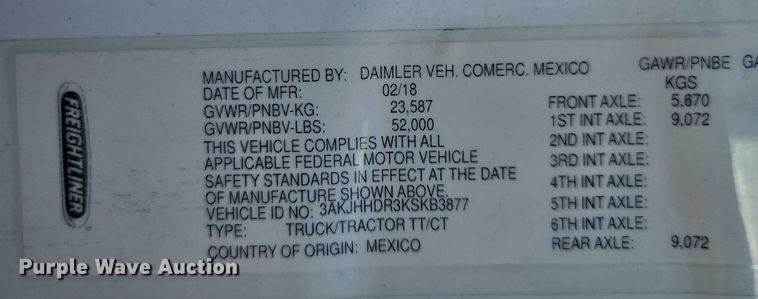 FREIGHTLINER
MANUFACTURED BY: DAIMLER VEH. COMERC. MEXICO
DATE OF MFR: 02/18
GVWR/PNBV-KG: 23,587
GVWR/PNBV-LBS: 52,000
THIS VEHICLE COMPLIES WITH ALL
APPLICABLE FEDERAL MOTOR VEHICLE
SAFETY STANDARDS IN EFFECT AT THE DATE
OF MANUFACTURE SHOWN ABOVE.
VEHICLE ID NO: 3AKJHHDR3KSKB3877
TYPE: TRUCK/TRACTOR TT/CT
COUNTRY OF ORIGIN: MEXICO
GAWR/PNBE GA
KGS
FRONT AXLE: 5,670
1ST INT AXLE: 9,072
2ND INT AXLE:
3RD INT AXLE:
4TH INT AXLE:
5TH INT AXLE:
6TH INT AXLE:
REAR AXLE: 9,072
Purple Wave Auction